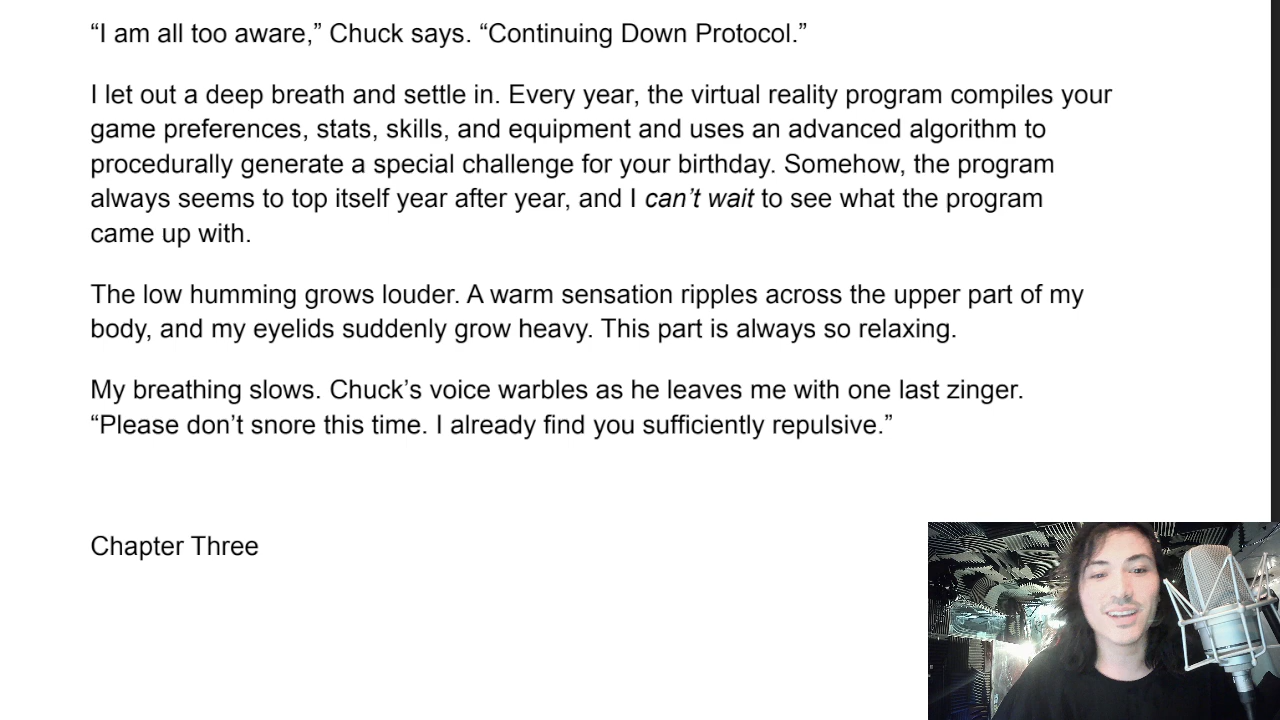 “I am all too aware,” Chuck says. “Continuing Down Protocol.”
I let out a deep breath and settle in. Every year, the virtual reality program compiles your
game preferences, stats, skills, and equipment and uses an advanced algorithm to
procedurally generate a special challenge for your birthday. Somehow, the program
always seems to top itself year after year, and I can’t wait to see what the program
came up with.
The low humming grows louder. A warm sensation ripples across the upper part of my
body, and my eyelids suddenly grow heavy. This part is always so relaxing.
My breathing slows. Chuck’s voice warbles as he leaves me with one last zinger.
“Please don’t snore this time. I already find you sufficiently repulsive.”
Chapter Three